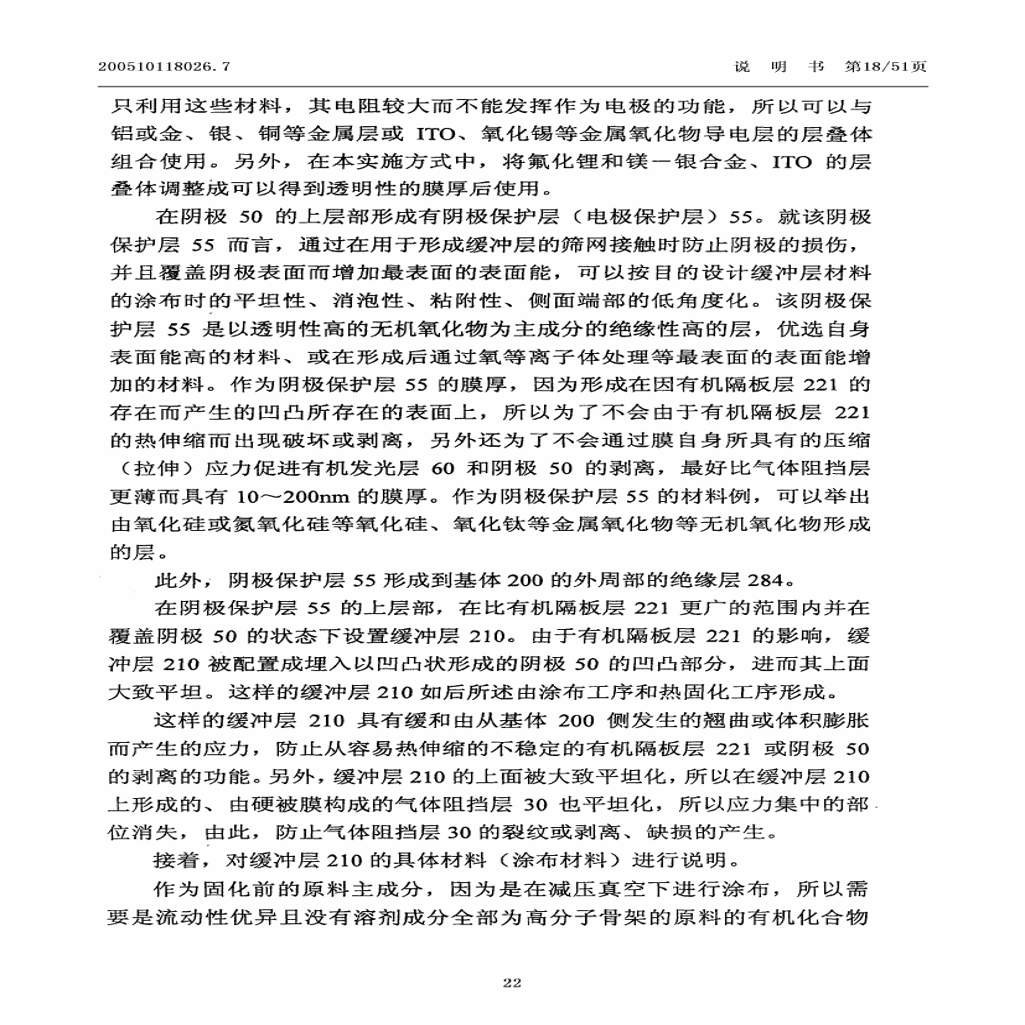 200510118026.7
说 明 书 第18/51页
只利用这些材料，其电阻较大而不能发挥作为电极的功能，所以可以与
铝或金、银、铜等金属层或 ITO、氧化锡等金属氧化物导电层的层叠体
组合使用。另外，在本实施方式中，将氟化锂和镁－银合金、ITO 的层
叠体调整成可以得到透明性的膜厚后使用。
在阴极 50 的上层部形成有阴极保护层（电极保护层）55。就该阴极
保护层 55 而言，通过在用于形成缓冲层的筛网接触时防止阴极的损伤，
并且覆盖阴极表面而增加最表面的表面能，可以按目的设计缓冲层材料
的涂布时的平坦性、消泡性、粘附性、侧面端部的低角度化。该阴极保
护层 55 是以透明性高的无机氧化物为主成分的绝缘性高的层，优选自身
表面能高的材料、或在形成后通过氧等离子体处理等最表面的表面能增
加的材料。作为阴极保护层 55 的膜厚，因为形成在因有机隔板层 221 的
存在而产生的凹凸所存在的表面上，所以为了不会由于有机隔板层 221
的热伸缩而出现破坏或剥离，另外还为了不会通过膜自身所具有的压缩
（拉伸）应力促进有机发光层 60 和阴极 50 的剥离，最好比气体阻挡层
更薄而具有 10～200nm 的膜厚。作为阴极保护层 55 的材料例，可以举出
由氧化硅或氮氧化硅等氧化硅、氧化钛等金属氧化物等无机氧化物形成
的层。
此外，阴极保护层 55 形成到基体 200 的外周部的绝缘层 284。
在阴极保护层 55 的上层部，在比有机隔板层 221 更广的范围内并在
覆盖阴极 50 的状态下设置缓冲层 210。由于有机隔板层 221 的影响，缓
冲层 210 被配置成埋入以凹凸状形成的阴极 50 的凹凸部分，进而其上面
大致平坦。这样的缓冲层 210 如后所述由涂布工序和热固化工序形成。
这样的缓冲层 210 具有缓和由从基体 200 侧发生的翘曲或体积膨胀
而产生的应力，防止从容易热伸缩的不稳定的有机隔板层 221 或阴极 50
的剥离的功能。另外，缓冲层 210 的上面被大致平坦化，所以在缓冲层 210
上形成的、由硬被膜构成的气体阻挡层 30 也平坦化，所以应力集中的部
位消失，由此，防止气体阻挡层 30 的裂纹或剥离、缺损的产生。
接着，对缓冲层 210 的具体材料（涂布材料）进行说明。
作为固化前的原料主成分，因为是在减压真空下进行涂布，所以需
要是流动性优异且没有溶剂成分全部为高分子骨架的原料的有机化合物
22